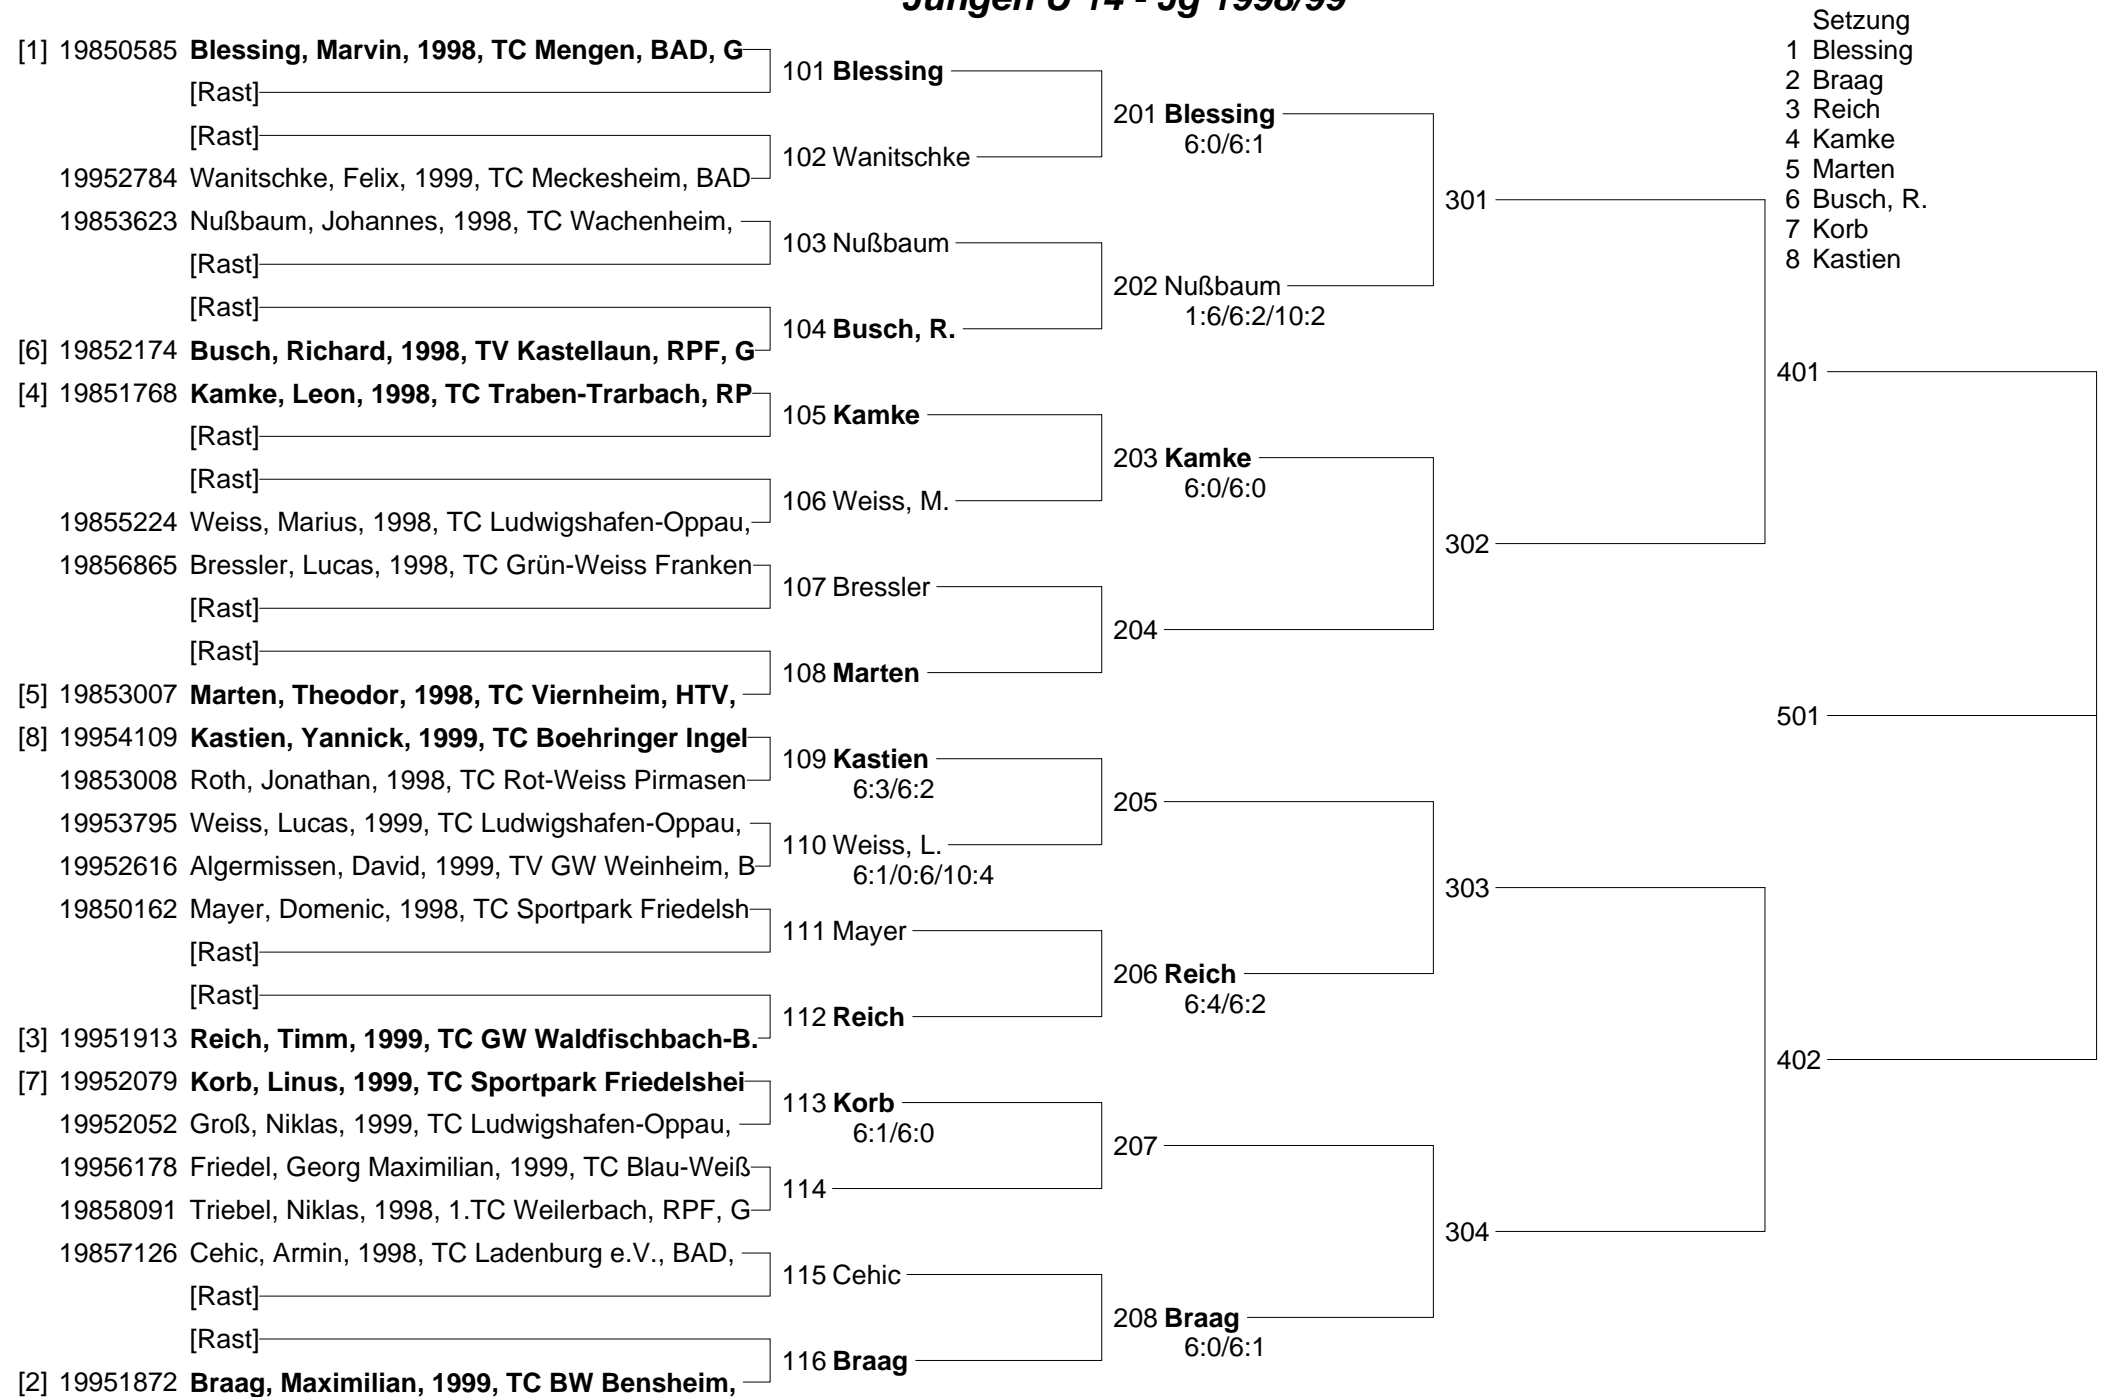 Jungen U 14 - Jg 1998/99
Setzung
1 Blessing
2 Braag
3 Reich
4 Kamke
5 Marten
6 Busch, R.
7 Korb
8 Kastien
[1] 19850585 Blessing, Marvin, 1998, TC Mengen, BAD, G
[Rast]
[Rast]
19952784 Wanitschke, Felix, 1999, TC Meckesheim, BAD
19853623 Nußbaum, Johannes, 1998, TC Wachenheim,
[Rast]
[Rast]
[6] 19852174 Busch, Richard, 1998, TV Kastellaun, RPF, G
[4] 19851768 Kamke, Leon, 1998, TC Traben-Trarbach, RP
[Rast]
[Rast]
19855224 Weiss, Marius, 1998, TC Ludwigshafen-Oppau,
19856865 Bressler, Lucas, 1998, TC Grün-Weiss Franken
[Rast]
[Rast]
[5] 19853007 Marten, Theodor, 1998, TC Viernheim, HTV,
[8] 19954109 Kastien, Yannick, 1999, TC Boehringer Ingel
19853008 Roth, Jonathan, 1998, TC Rot-Weiss Pirmasen
19953795 Weiss, Lucas, 1999, TC Ludwigshafen-Oppau,
19952616 Algermissen, David, 1999, TV GW Weinheim, B
19850162 Mayer, Domenic, 1998, TC Sportpark Friedelsh
[Rast]
[Rast]
[3] 19951913 Reich, Timm, 1999, TC GW Waldfischbach-B.
[7] 19952079 Korb, Linus, 1999, TC Sportpark Friedelshei
19952052 Groß, Niklas, 1999, TC Ludwigshafen-Oppau,
19956178 Friedel, Georg Maximilian, 1999, TC Blau-Weiß
19858091 Triebel, Niklas, 1998, 1.TC Weilerbach, RPF, G
19857126 Cehic, Armin, 1998, TC Ladenburg e.V., BAD,
[Rast]
[Rast]
[2] 19951872 Braag, Maximilian, 1999, TC BW Bensheim,
101 Blessing
102 Wanitschke
103 Nußbaum
104 Busch, R.
105 Kamke
106 Weiss, M.
107 Bressler
108 Marten
109 Kastien
6:3/6:2
110 Weiss, L.
6:1/0:6/10:4
111 Mayer
112 Reich
113 Korb
6:1/6:0
114
115 Cehic
116 Braag
201 Blessing
6:0/6:1
202 Nußbaum
1:6/6:2/10:2
203 Kamke
6:0/6:0
204
205
206 Reich
6:4/6:2
207
208 Braag
6:0/6:1
301
302
303
304
401
501
402